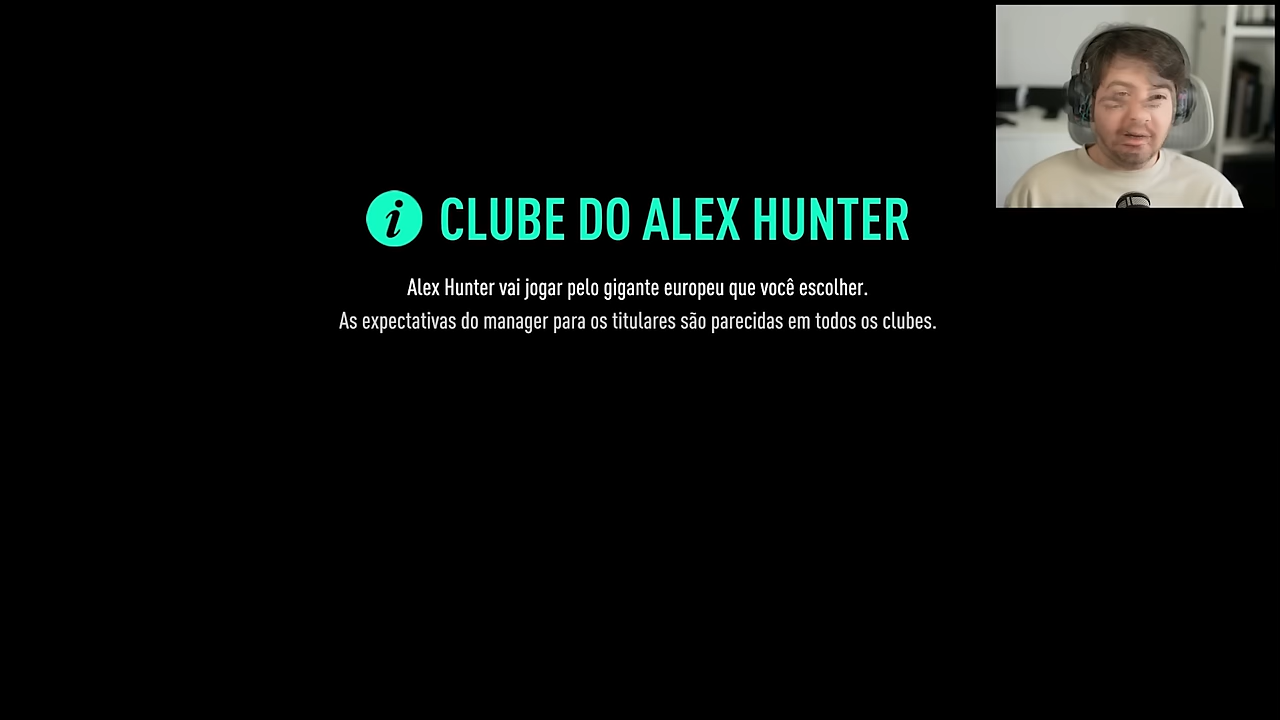 CLUBE DO ALEX HUNTER
Alex Hunter vai jogar pelo gigante europeu que você escolher.
As expectativas do manager para os titulares são parecidas em todos os clubes.